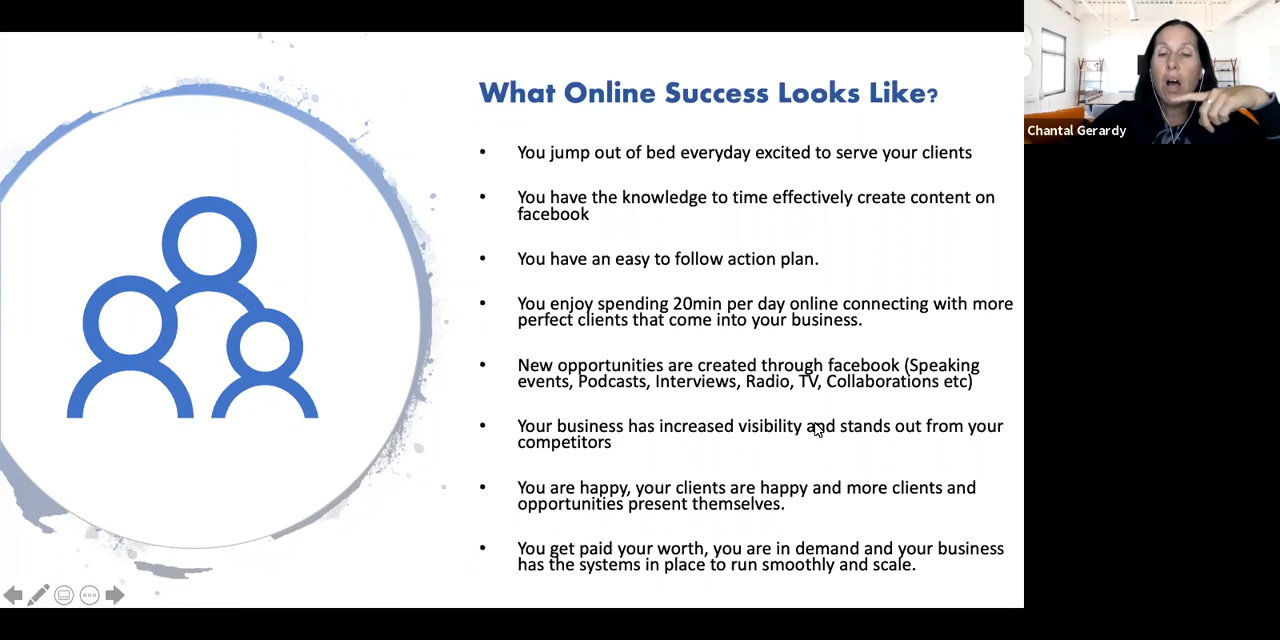 What Online Success Looks Like?
• You jump out of bed everyday excited to serve your clients
• You have the knowledge to time effectively create content on
facebook
• You have an easy to follow action plan.
• You enjoy spending 20min per day online connecting with more
perfect clients that come into your business.
• New opportunities are created through facebook (Speaking
events, Podcasts, Interviews, Radio, TV, Collaborations etc)
• Your business has increased visibility and stands out from your
competitors
• You are happy, your clients are happy and more clients and
opportunities present themselves.
• You get paid your worth, you are in demand and your business
has the systems in place to run smoothly and scale.
Chantal Gerardy